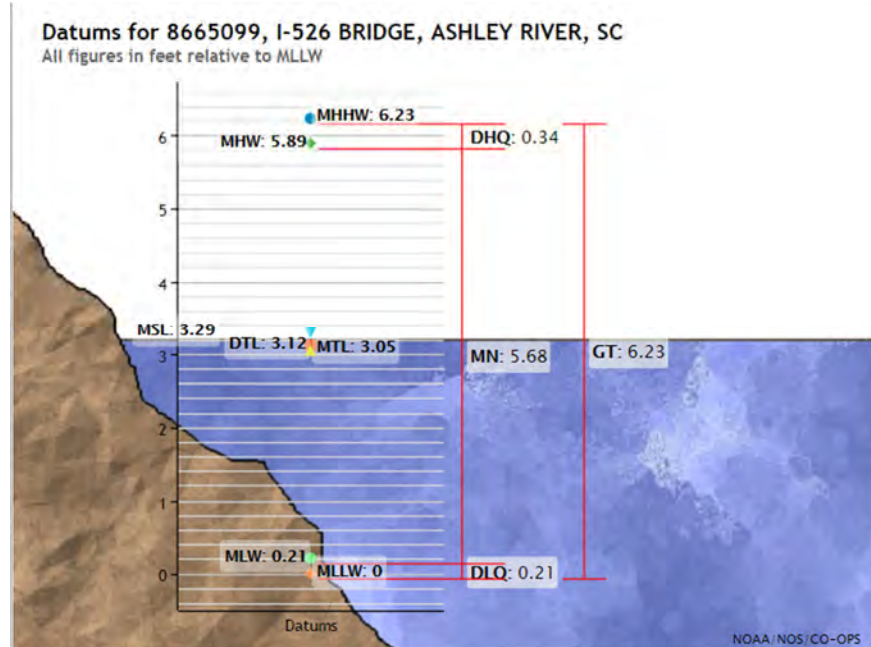 Datums for 8665099, I-526 BRIDGE, ASHLEY RIVER, SC
All figures in feet relative to MLLW
MHHW: 6.23
6
MHW: 5.89
DHQ: 0.34
5
4
MSL: 3.29
DTL: 3.12
MTL: 3.05
3
MN: 5.68
GT: 6.23
2
1
MLW: 0.21
0
MLLW: 0
DLQ: 0.21
Datums
NOAA/NOS/CO-OPS